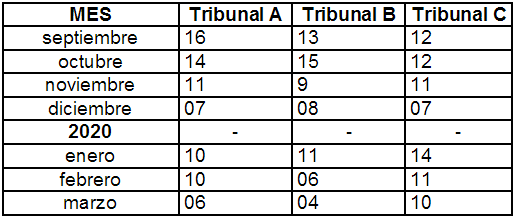 MES Tribunal A Tribunal B Tribunal C
septiembre 16 13 12
octubre 14 15 12
noviembre 11 9 11
diciembre 07 08 07
2020 - - -
enero 10 11 14
febrero 10 06 11
marzo 06 04 10